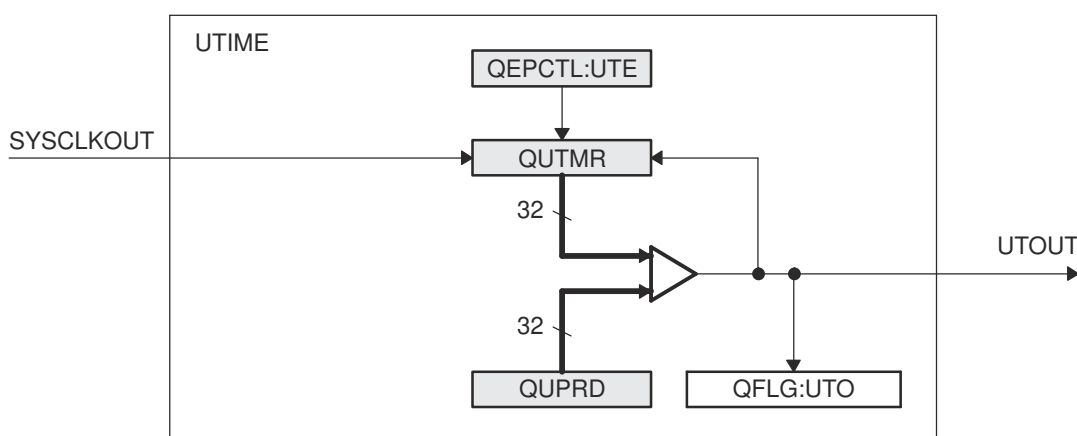 UTIME
QEPCTL:UTE
SYSCLKOUT
QUTMR
32
UTOUT
32
QUPRD
QFLG:UTO